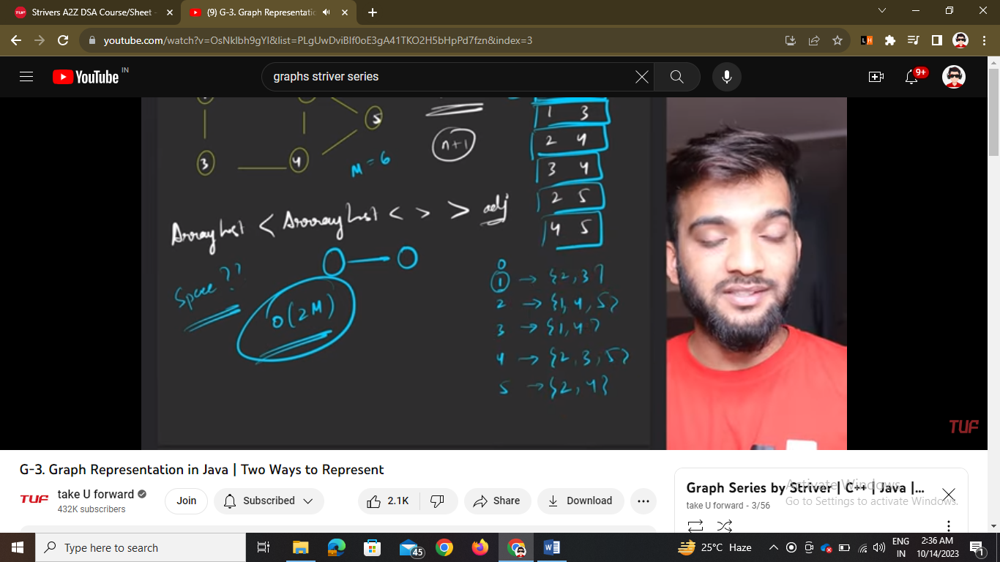 Strivers A2Z DSA Course/Sheet -
(9) G-3. Graph Representatic
youtube.com/watch?v=OsNklbh9gYI&list=PLgUwDviBIf0oE3gA41TKO2H5bHpPd7fzn&index=3
YouTube IN
graphs striver series
9+
5
3
4
M = 6
n+1
1 3
2 4
3 4
2 5
4 5
ArrayList < ArrayList < > > adj
Space??
O(2M)
0
1 → {2, 3}
2 → {1, 4, 5}
3 → {1, 4}
4 → {2, 3, 5}
5 → {2, 4}
TUF
G-3. Graph Representation in Java | Two Ways to Represent
TUF
take U forward
432K subscribers
Join
Subscribed
2.1K
Share
Download
Graph Series by Striver | C++ | Java |...
take U forward - 3/56
Activate Windows
Go to Settings to activate Windows.
Type here to search
45
25°C Haze
ENG
IN
2:36 AM
10/14/2023
1